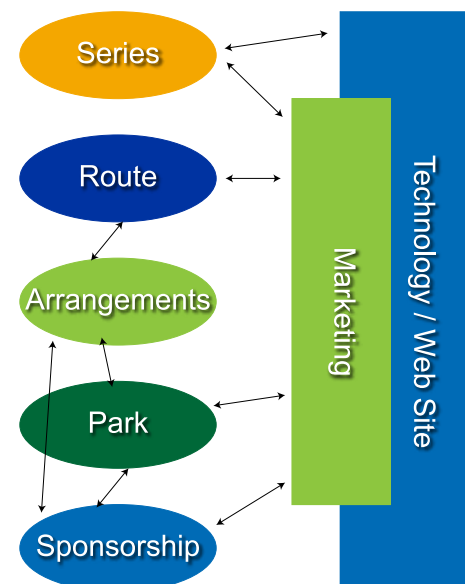 Series
Route
Arrangements
Park
Sponsorship
Marketing
Technology / Web Site